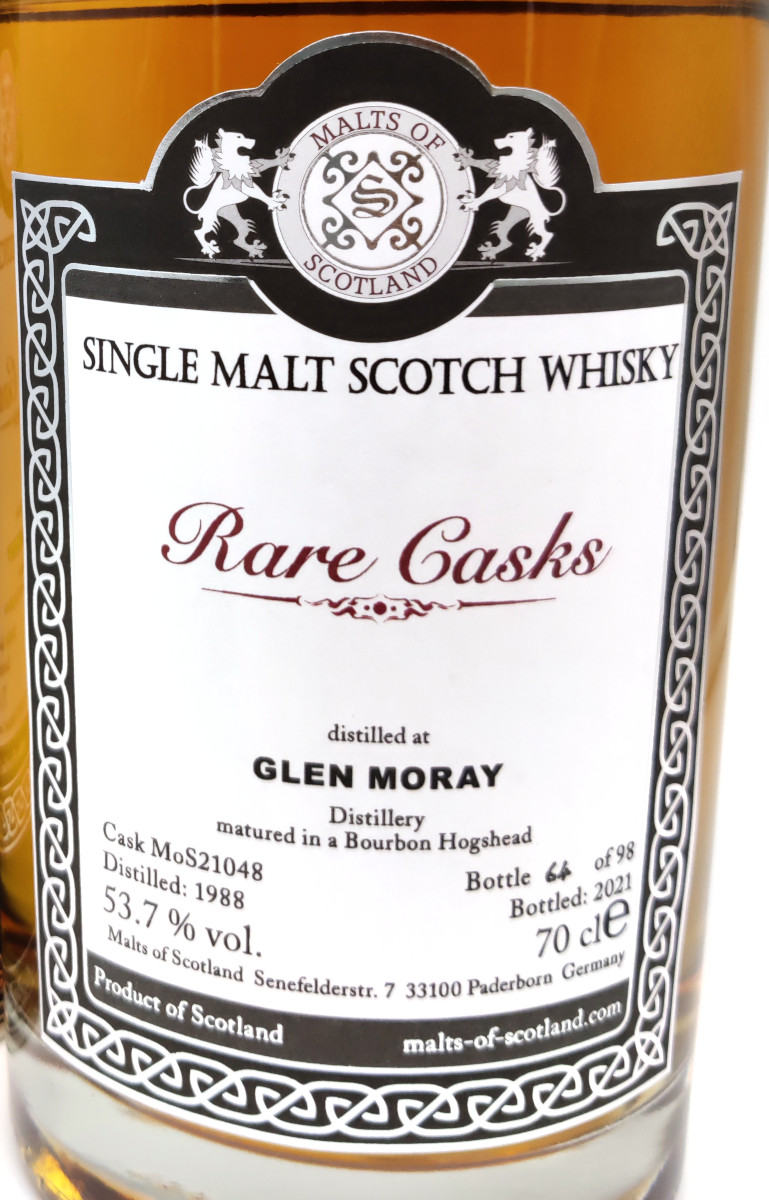 MALTS OF
S
SCOTLAND
SINGLE MALT SCOTCH WHISKY
Rare Casks
distilled at
GLEN MORAY
Distillery
matured in a Bourbon Hogshead
Cask MoS21048
Distilled: 1988
53.7 % vol.
Bottle 64 of 98
Bottled: 2021
70 cl e
Malts of Scotland Senefelderstr. 7 33100 Paderborn Germany
Product of Scotland
malts-of-scotland.com